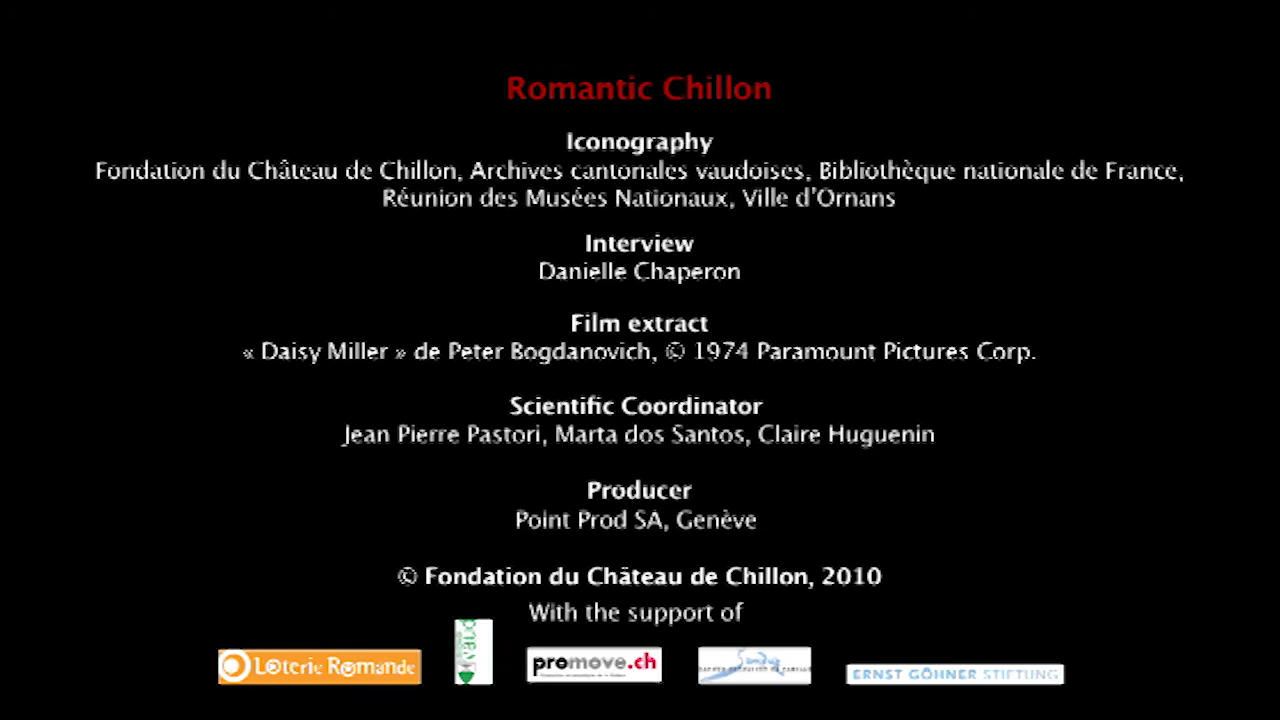 Romantic Chillon
Iconography
Fondation du Château de Chillon, Archives cantonales vaudoises, Bibliothèque nationale de France,
Réunion des Musées Nationaux, Ville d'Ornans
Interview
Danielle Chaperon
Film extract
« Daisy Miller » de Peter Bogdanovich, © 1974 Paramount Pictures Corp.
Scientific Coordinator
Jean Pierre Pastori, Marta dos Santos, Claire Huguenin
Producer
Point Prod SA, Genève
© Fondation du Château de Chillon, 2010
With the support of
Loterie Romande
promove.ch
ERNST GÖHNER STIFTUNG